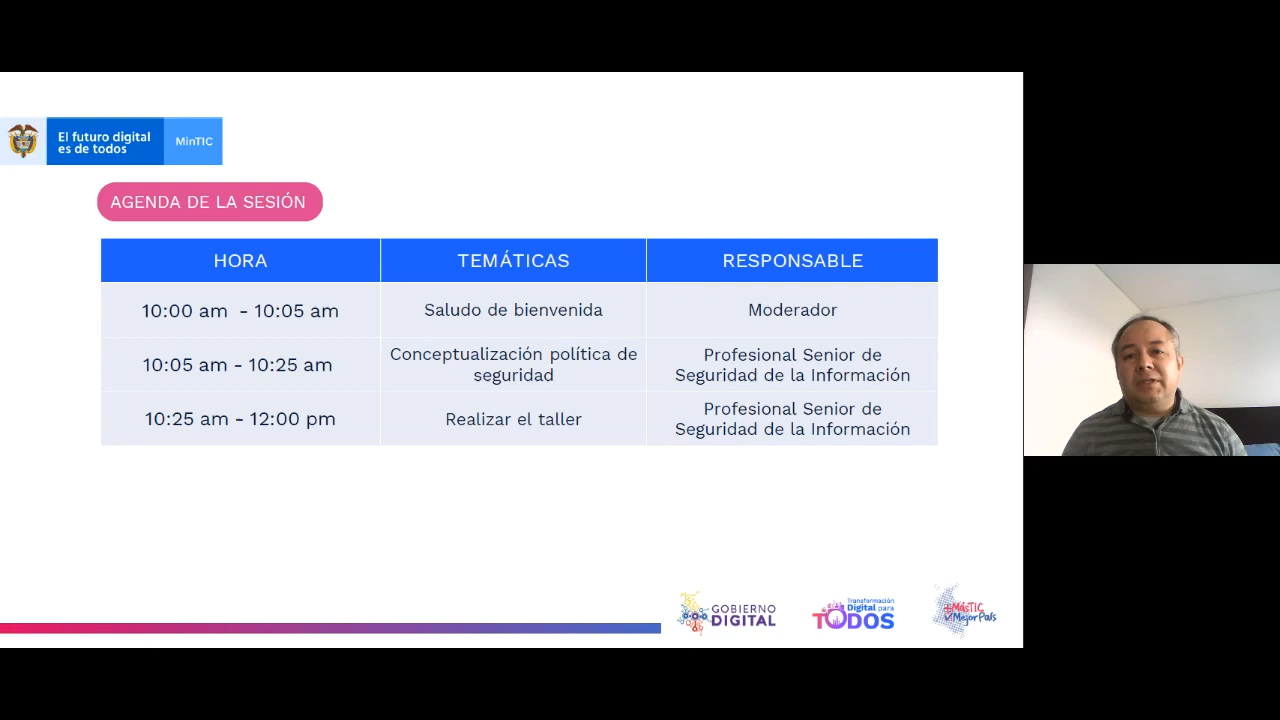 El futuro digital
es de todos
MinTIC
AGENDA DE LA SESIÓN
HORA TEMÁTICAS RESPONSABLE
10:00 am - 10:05 am Saludo de bienvenida Moderador
10:05 am - 10:25 am Conceptualización política de seguridad Profesional Senior de Seguridad de la Información
10:25 am - 12:00 pm Realizar el taller Profesional Senior de Seguridad de la Información
GOBIERNO
DIGITAL
Transformación
Digital para
TODOS
+MásTIC
√MejorPaís